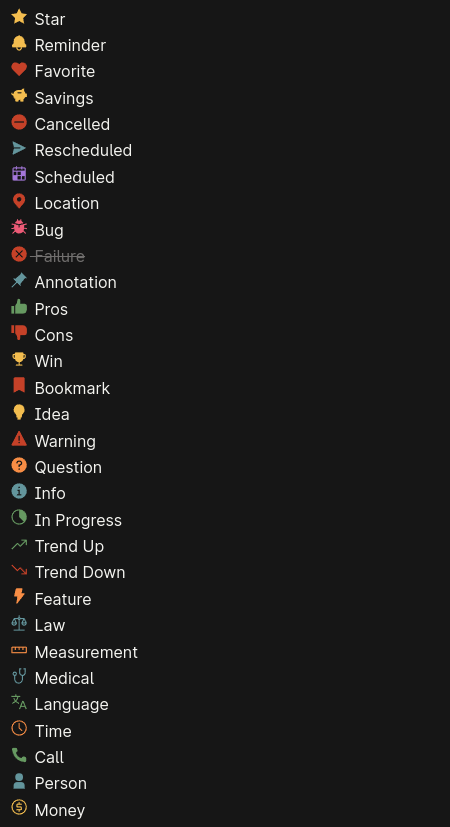 Star
Reminder
Favorite
Savings
Cancelled
Rescheduled
Scheduled
Location
Bug
Failure
Annotation
Pros
Cons
Win
Bookmark
Idea
Warning
Question
Info
In Progress
Trend Up
Trend Down
Feature
Law
Measurement
Medical
Language
Time
Call
Person
Money